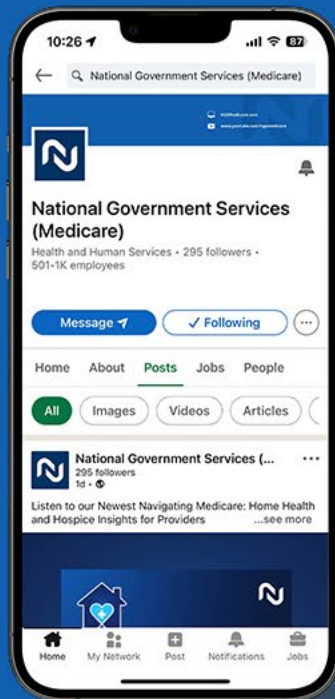 10:26
87
National Government Services (Medicare)
National Government Services
(Medicare)
Health and Human Services • 295 followers •
501-1K employees
Message
Following
Home About Posts Jobs People
All Images Videos Articles
National Government Services (...
295 followers
1d •
Listen to our Newest Navigating Medicare: Home Health
and Hospice Insights for Providers ...see more
Home My Network Post Notifications Jobs